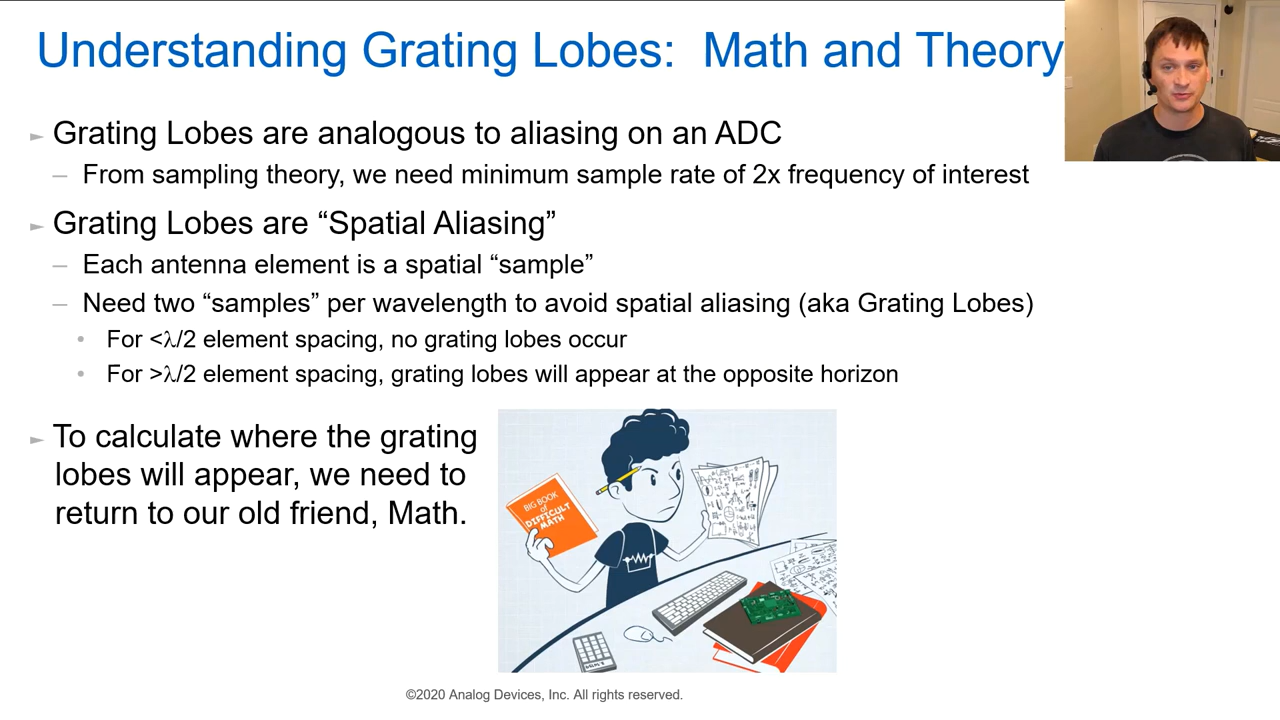 Understanding Grating Lobes: Math and Theory
Grating Lobes are analogous to aliasing on an ADC
– From sampling theory, we need minimum sample rate of 2x frequency of interest
Grating Lobes are “Spatial Aliasing”
– Each antenna element is a spatial “sample”
– Need two “samples” per wavelength to avoid spatial aliasing (aka Grating Lobes)
• For <λ/2 element spacing, no grating lobes occur
• For >λ/2 element spacing, grating lobes will appear at the opposite horizon
To calculate where the grating
lobes will appear, we need to
return to our old friend, Math.
BIG BOOK
of
DIFFICULT
MATH
©2020 Analog Devices, Inc. All rights reserved.